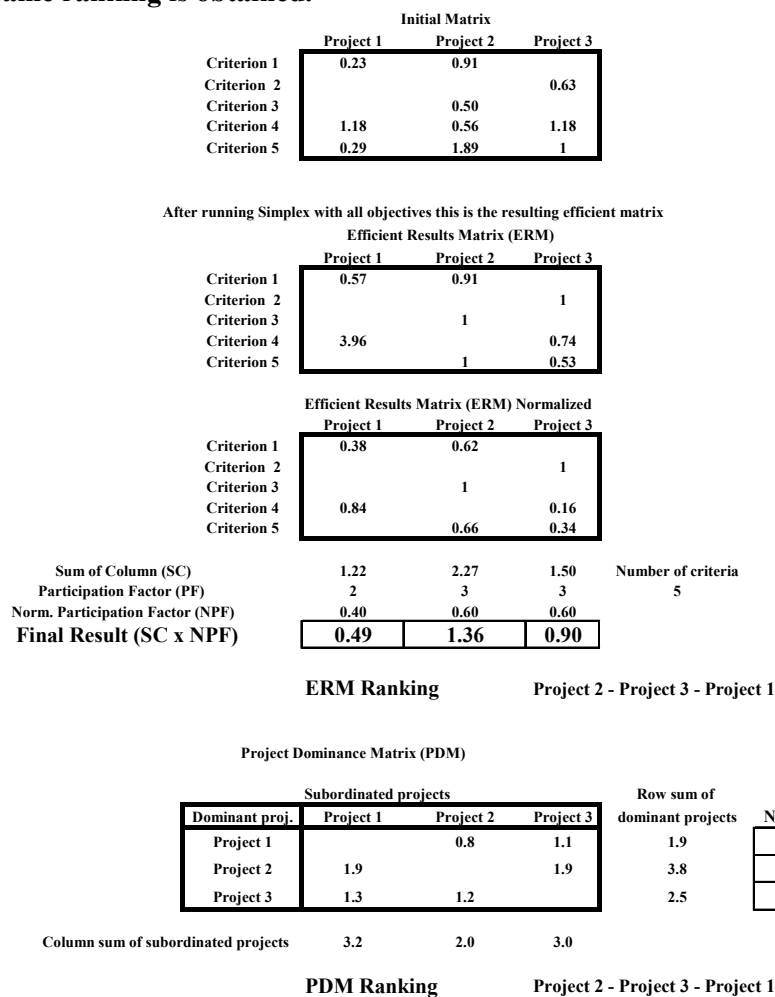 same ranking is obtained.
Initial Matrix
Project 1 Project 2 Project 3
Criterion 1 0.23 0.91
Criterion 2 0.63
Criterion 3 0.50
Criterion 4 1.18 0.56 1.18
Criterion 5 0.29 1.89 1
After running Simplex with all objectives this is the resulting efficient matrix
Efficient Results Matrix (ERM)
Project 1 Project 2 Project 3
Criterion 1 0.57 0.91
Criterion 2 1
Criterion 3 1
Criterion 4 3.96 0.74
Criterion 5 1 0.53
Efficient Results Matrix (ERM) Normalized
Project 1 Project 2 Project 3
Criterion 1 0.38 0.62
Criterion 2 1
Criterion 3 1
Criterion 4 0.84 0.16
Criterion 5 0.66 0.34
Sum of Column (SC) 1.22 2.27 1.50 Number of criteria
Participation Factor (PF) 2 3 3 5
Norm. Participation Factor (NPF) 0.40 0.60 0.60
Final Result (SC x NPF) 0.49 1.36 0.90
ERM Ranking Project 2 - Project 3 - Project 1
Project Dominance Matrix (PDM)
Subordinated projects Row sum of
Dominant proj. Project 1 Project 2 Project 3 dominant projects N
Project 1 0.8 1.1 1.9
Project 2 1.9 1.9 3.8
Project 3 1.3 1.2 2.5
Column sum of subordinated projects 3.2 2.0 3.0
PDM Ranking Project 2 - Project 3 - Project 1